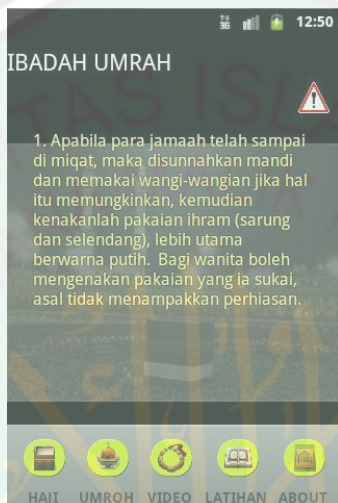 3G 12:50
IBADAH UMRAH
1. Apabila para jamaah telah sampai
di miqat, maka disunnahkan mandi
dan memakai wangi-wangian jika hal
itu memungkinkan, kemudian
kenakanlah pakaian ihram (sarung
dan selendang), lebih utama
berwarna putih. Bagi wanita boleh
mengenakan pakaian yang ia sukai,
asal tidak menampakkan perhiasan.
HAJI UMROH VIDEO LATIHAN ABOUT